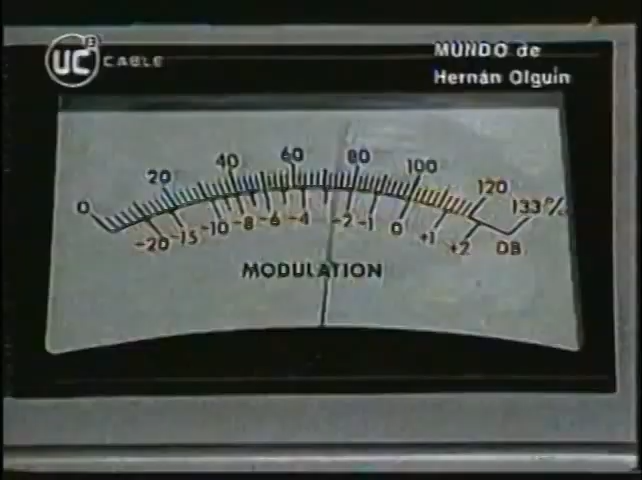 UC 13 CABLE
MUNDO de
Hernán Olguín
0 20 40 60 80 100 120 133%
-20 -15 -10 -8 -6 -4 -2 -1 0 +1 +2 DB
MODULATION